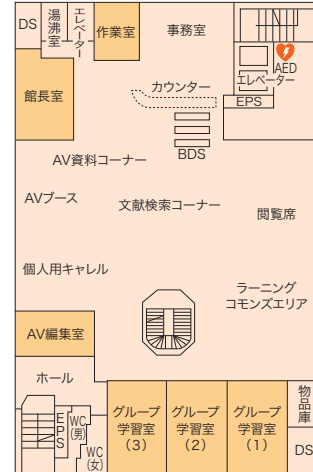 DS
湯沸室
エレベーター
作業室
事務室
AED
エレベーター
EPS
館長室
カウンター
BDS
AV資料コーナー
AVブース
文献検索コーナー
閲覧席
個人用キャレル
ラーニング
コモンズエリア
AV編集室
ホール
EPS
WC
(男)
WC
(女)
グループ
学習室
(3)
グループ
学習室
(2)
グループ
学習室
(1)
物品庫
DS